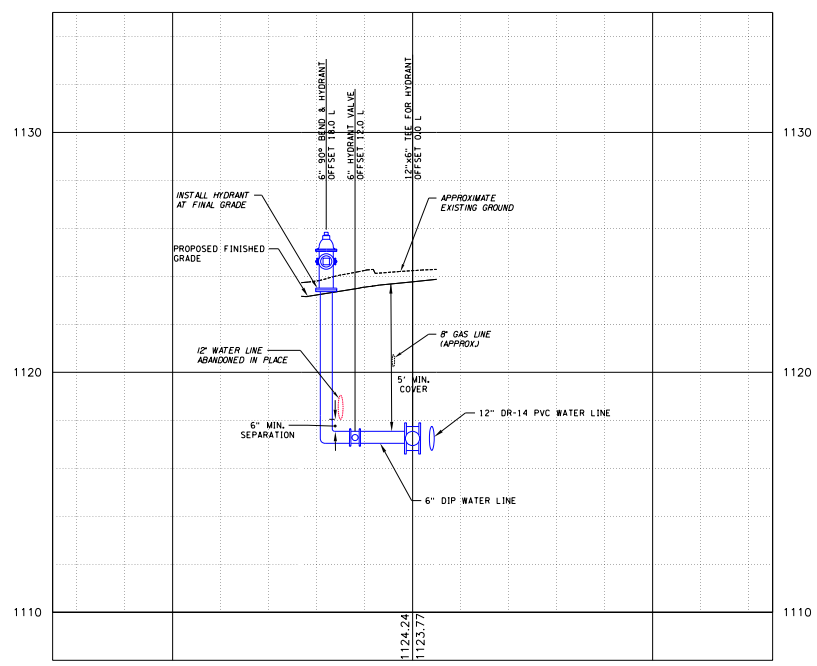 6" 90° BEND & HYDRANT
OFFSET 18.0 L
6" HYDRANT VALVE
OFFSET 12.0 L
12"x6" TEE FOR HYDRANT
OFFSET 0.0 L
1130
1130
INSTALL HYDRANT
AT FINAL GRADE
APPROXIMATE
EXISTING GROUND
PROPOSED FINISHED
GRADE
8" GAS LINE
(APPROX.)
12" WATER LINE
ABANDONED IN PLACE
1120
1120
5' MIN.
COVER
6" MIN.
SEPARATION
12" DR-14 PVC WATER LINE
6" DIP WATER LINE
1110
1110
1124.24
1123.77